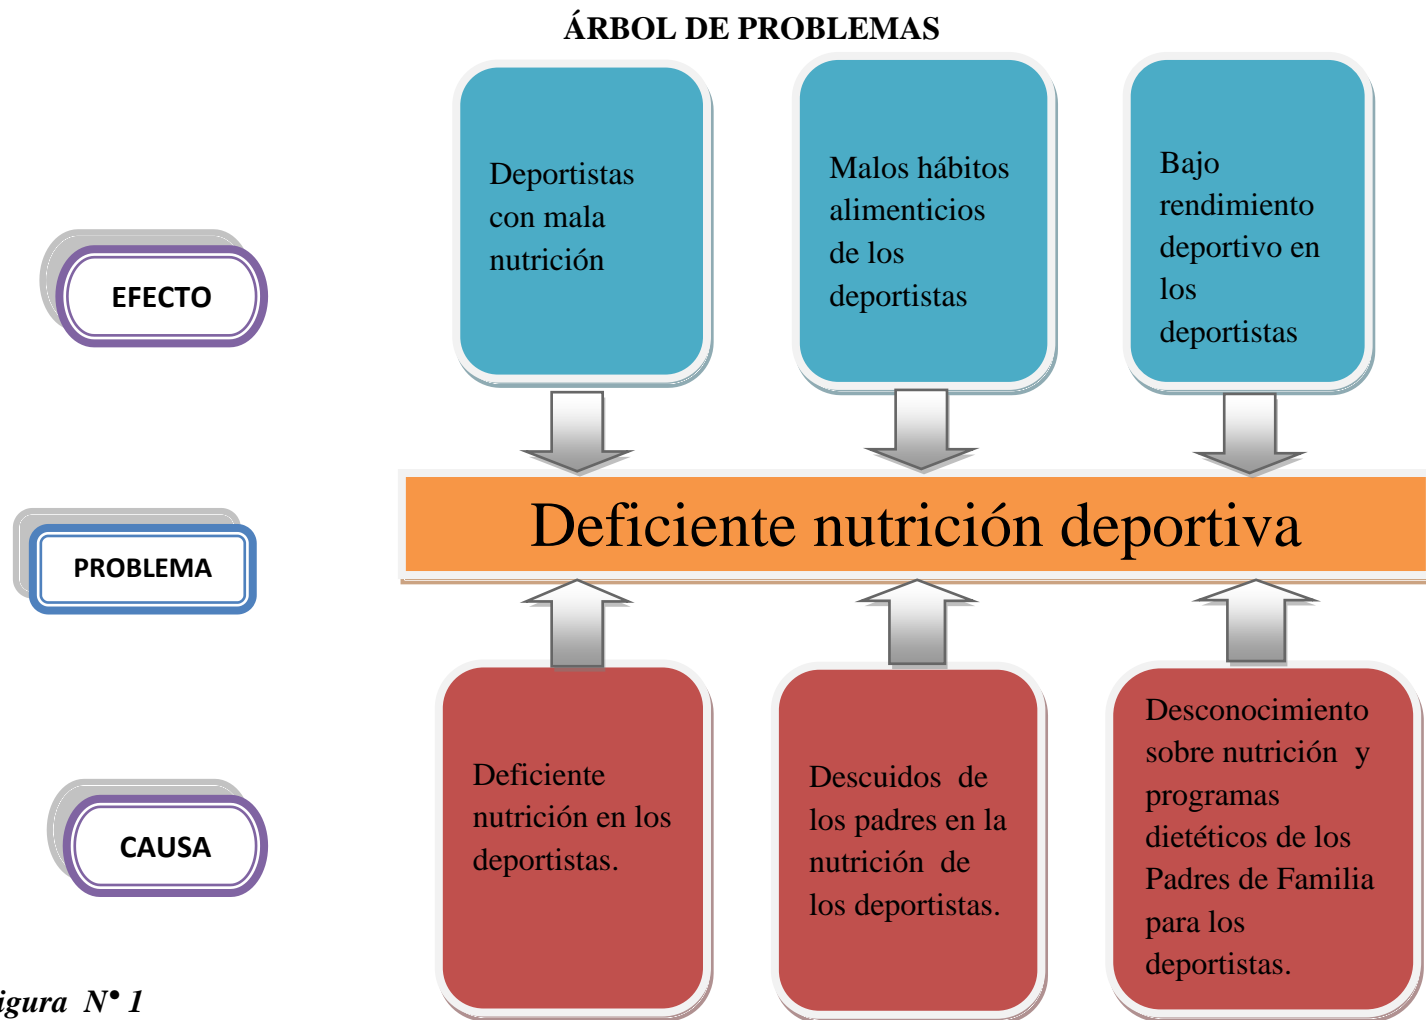 ÁRBOL DE PROBLEMAS
EFECTO
Deportistas
con mala
nutrición
Malos hábitos
alimenticios
de los
deportistas
Bajo
rendimiento
deportivo en
los
deportistas
PROBLEMA
Deficiente nutrición deportiva
CAUSA
Deficiente
nutrición en los
deportistas.
Descuidos de
los padres en la
nutrición de
los deportistas.
Desconocimiento
sobre nutrición y
programas
dietéticos de los
Padres de Familia
para los
deportistas.
igura N° 1